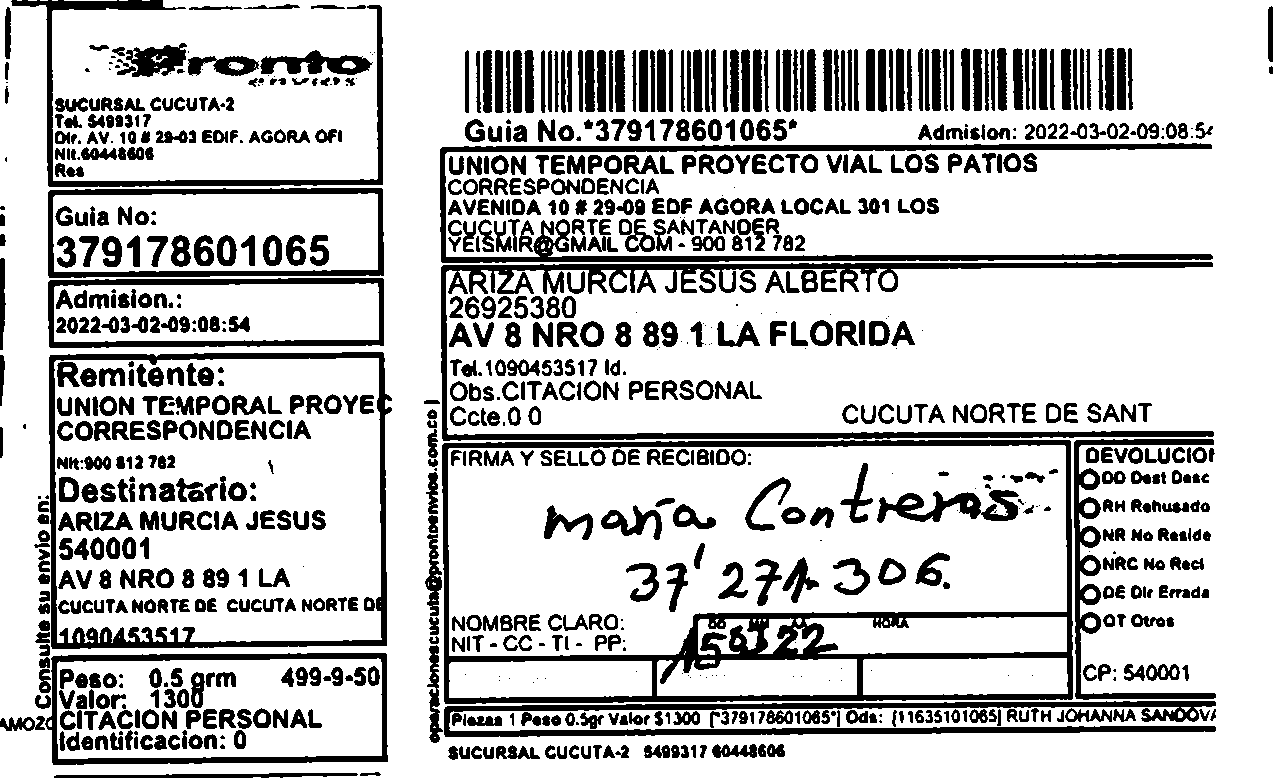 Pronto
envios
SUCURSAL CUCUTA-2
Tel. 5499317
Dir. AV. 10 # 29-03 EDIF. AGORA OFI
Nit.60448606
Res
Guia No:
379178601065
Admision.:
2022-03-02-09:08:54
Remitente:
UNION TEMPORAL PROYEC
CORRESPONDENCIA
Nit:900 812 782
Destinatario:
ARIZA MURCIA JESUS
540001
AV 8 NRO 8 89 1 LA
CUCUTA NORTE DE CUCUTA NORTE DE
1090453517
Peso: 0.5 grm 499-9-50
Valor: 1300
CITACION PERSONAL
Identificacion: 0
Consulte su envio en:
AMOZO
Guia No.*379178601065*
Admision: 2022-03-02-09:08:54
UNION TEMPORAL PROYECTO VIAL LOS PATIOS
CORRESPONDENCIA
AVENIDA 10 # 29-09 EDF AGORA LOCAL 301 LOS
CUCUTA NORTE DE SANTANDER
YEISMIR@GMAIL COM - 900 812 782
ARIZA MURCIA JESUS ALBERTO
26925380
AV 8 NRO 8 89 1 LA FLORIDA
Tel.1090453517 Id.
Obs.CITACION PERSONAL
Ccte.0 0
CUCUTA NORTE DE SANT
operacionescucuta@prontoenvios.com.co |
FIRMA Y SELLO DE RECIBIDO:
maria Contreras
37'271-306.
NOMBRE CLARO:
NIT - CC - TI - PP:
DD MM AA HORA
150322
DEVOLUCION
DD Dest Desc
RH Rehusado
NR No Reside
NRC No Recl
DE Dir Errada
OT Otros
CP: 540001
Piezas 1 Peso 0.5gr Valor $1300 [*379178601065*] Ods: [11635101065] RUTH JOHANNA SANDOVA
SUCURSAL CUCUTA-2 5499317 60448606